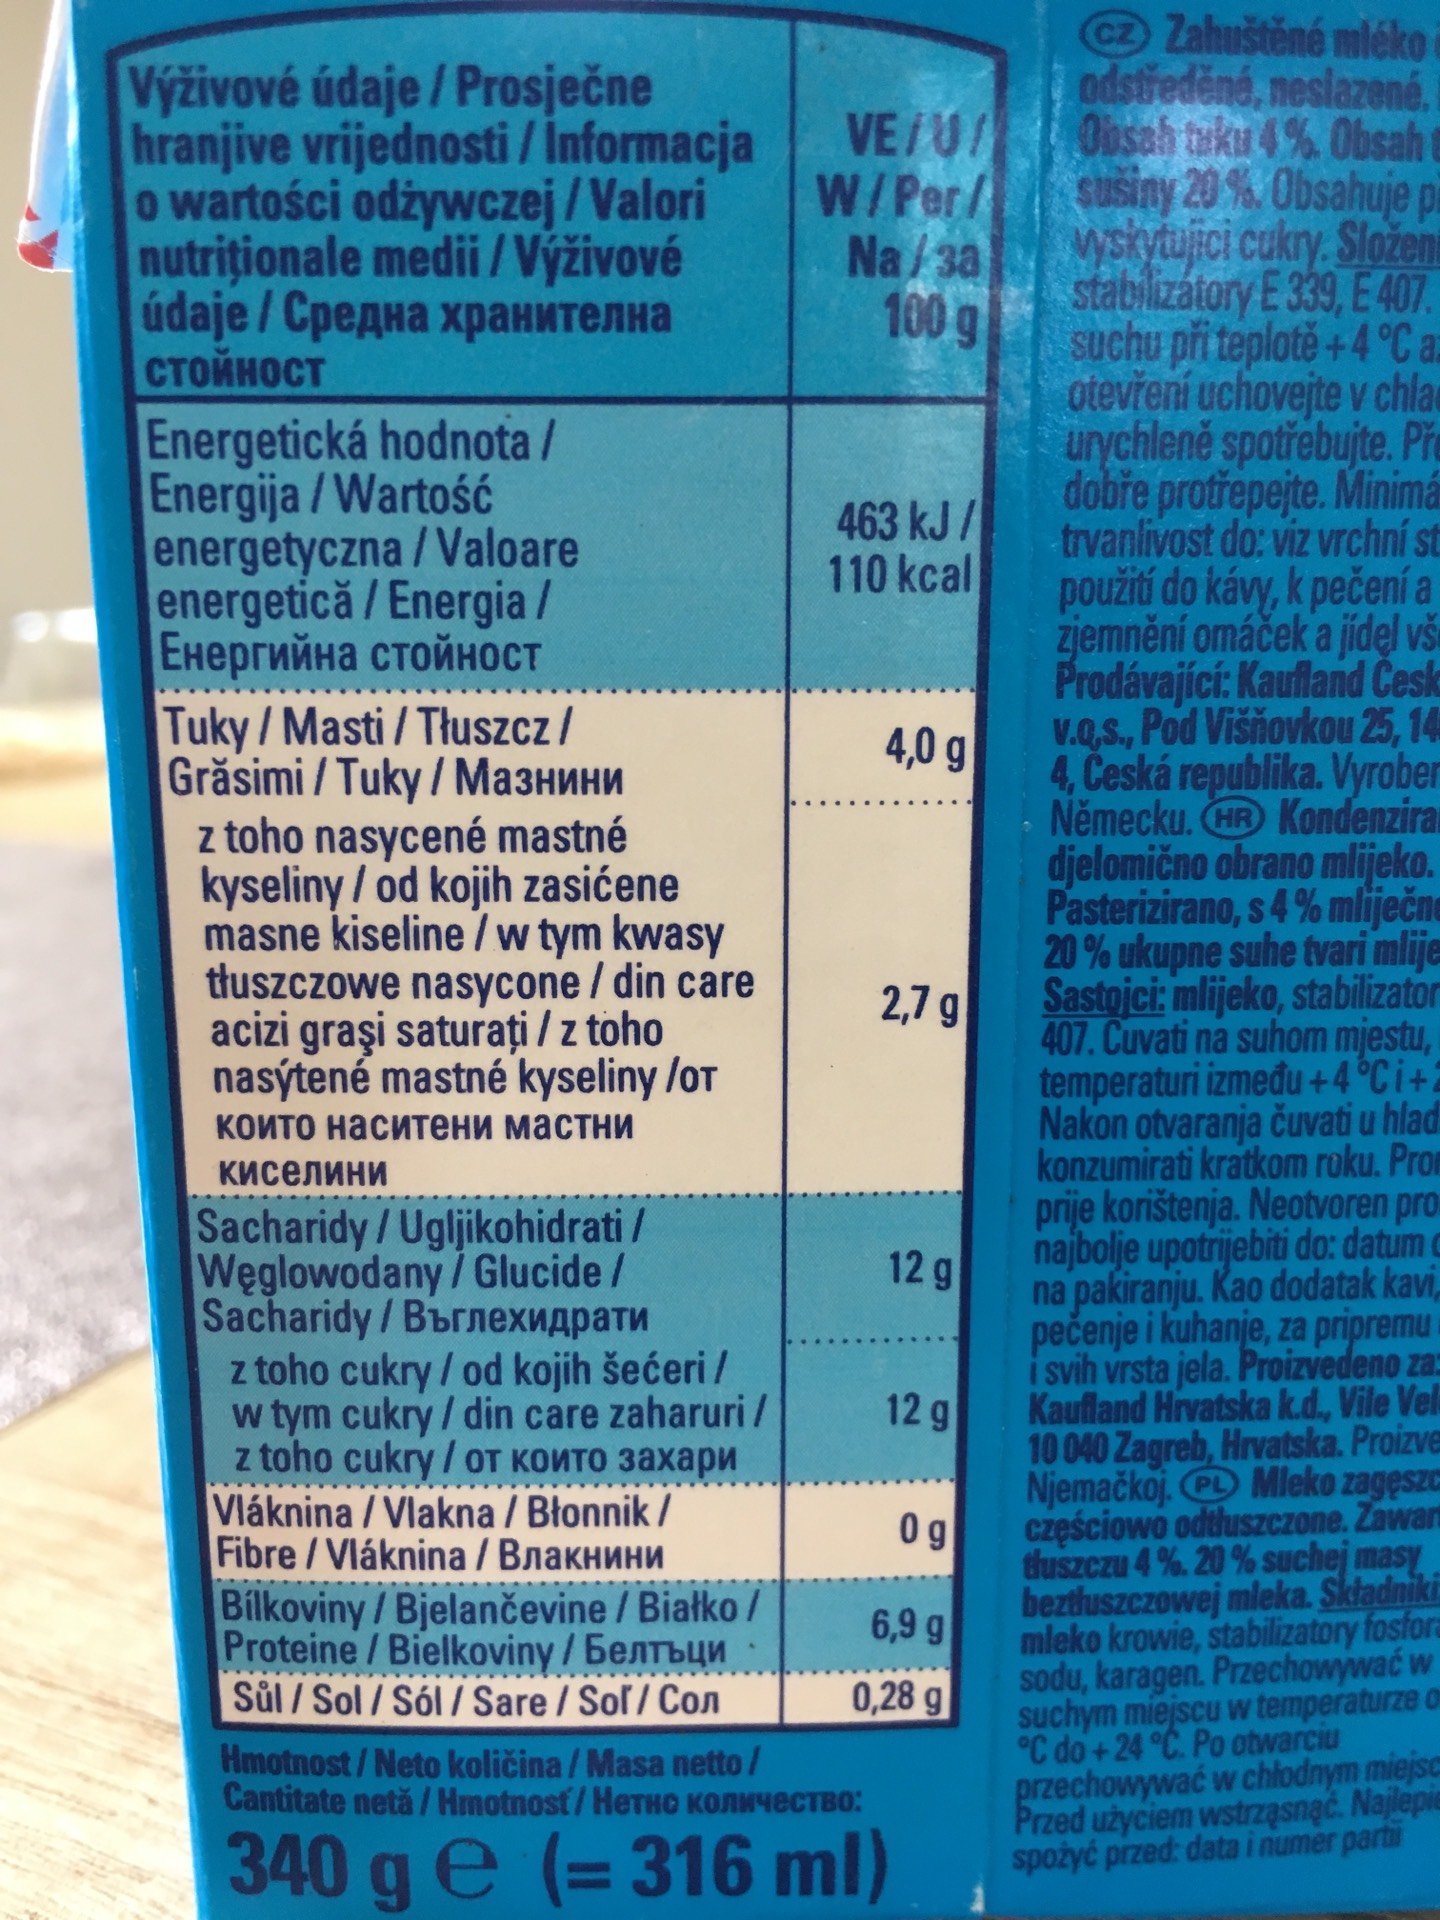 Výživové údaje / Prosječne
hranjive vrijednosti / Informacja
o wartości odżywczej / Valori
nutriționale medii / Výživové
údaje / Средна хранителна
стойност
VE / U /
W / Per /
Na / за
100 g
Energetická hodnota /
Energija / Wartość
energetyczna / Valoare
energetică / Energia /
Енергийна стойност
463 kJ /
110 kcal
Tuky / Masti / Tłuszcz /
Grăsimi / Tuky / Мазнини
4,0 g
z toho nasycené mastné
kyseliny / od kojih zasićene
masne kiseline / w tym kwasy
tłuszczowe nasycone / din care
acizi grași saturați / z toho
nasýtené mastné kyseliny /от
които наситени мастни
киселини
2,7 g
Sacharidy / Ugljikohidrati /
Węglowodany / Glucide /
Sacharidy / Въглехидрати
12 g
z toho cukry / od kojih šećeri /
w tym cukry / din care zaharuri /
z toho cukry / от които захари
12 g
Vláknina / Vlakna / Błonnik /
Fibre / Vláknina / Влакнини
0 g
Bílkoviny / Bjelančevine / Białko /
Proteine / Bielkoviny / Белтъци
6,9 g
Sůl / Sol / Sól / Sare / Soľ / Сол
0,28 g
Hmotnost / Neto količina / Masa netto /
Cantitate netă / Hmotnosť / Нетно количество:
340 g e (= 316 ml)
CZ Zahuštěné mléko
odstředěné, neslazené.
Obsah tuku 4 %. Obsah
sušiny 20 %. Obsahuje
vyskytující cukry. Složení
stabilizátory E 339, E 407.
suchu při teplotě + 4 °C
otevření uchovejte v
urychleně spotřebujte.
dobře protřepejte.
trvanlivost do: viz vrchní
použití do kávy, k pečení a
zjemnění omáček a jídel
Prodávající: Kaufland
v.o.s., Pod Višňovkou 25,
4, Česká republika.
Německu. HR
djelomično obrano mlijeko.
Pasterizirano, s 4 %
20 % ukupne suhe tvari
Sastojci: mlijeko,
407. Čuvati na suhom mjestu,
temperaturi između + 4 °C i +
Nakon otvaranja čuvati u
konzumirati kratkom roku.
prije korištenja. Neotvoren
najbolje upotrijebiti do: datum
na pakiranju. Kao dodatak kavi,
pečenje i kuhanje, za pripremu
i svih vrsta jela. Proizvedeno za:
Kaufland Hrvatska k.d., Vile
10 040 Zagreb, Hrvatska.
Njemačkoj. PL Mleko
częściowo odtłuszczone.
tłuszczu 4 %. 20 % suchej masy
beztłuszczowej mleka. Składniki
mleko krowie, stabilizatory
sodu, karagen. Przechowywać w
suchym miejscu w temperaturze
°C do + 24 °C. Po otwarciu
przechowywać w chłodnym
Przed użyciem wstrząsnąć.
spożyć przed: data i numer partii